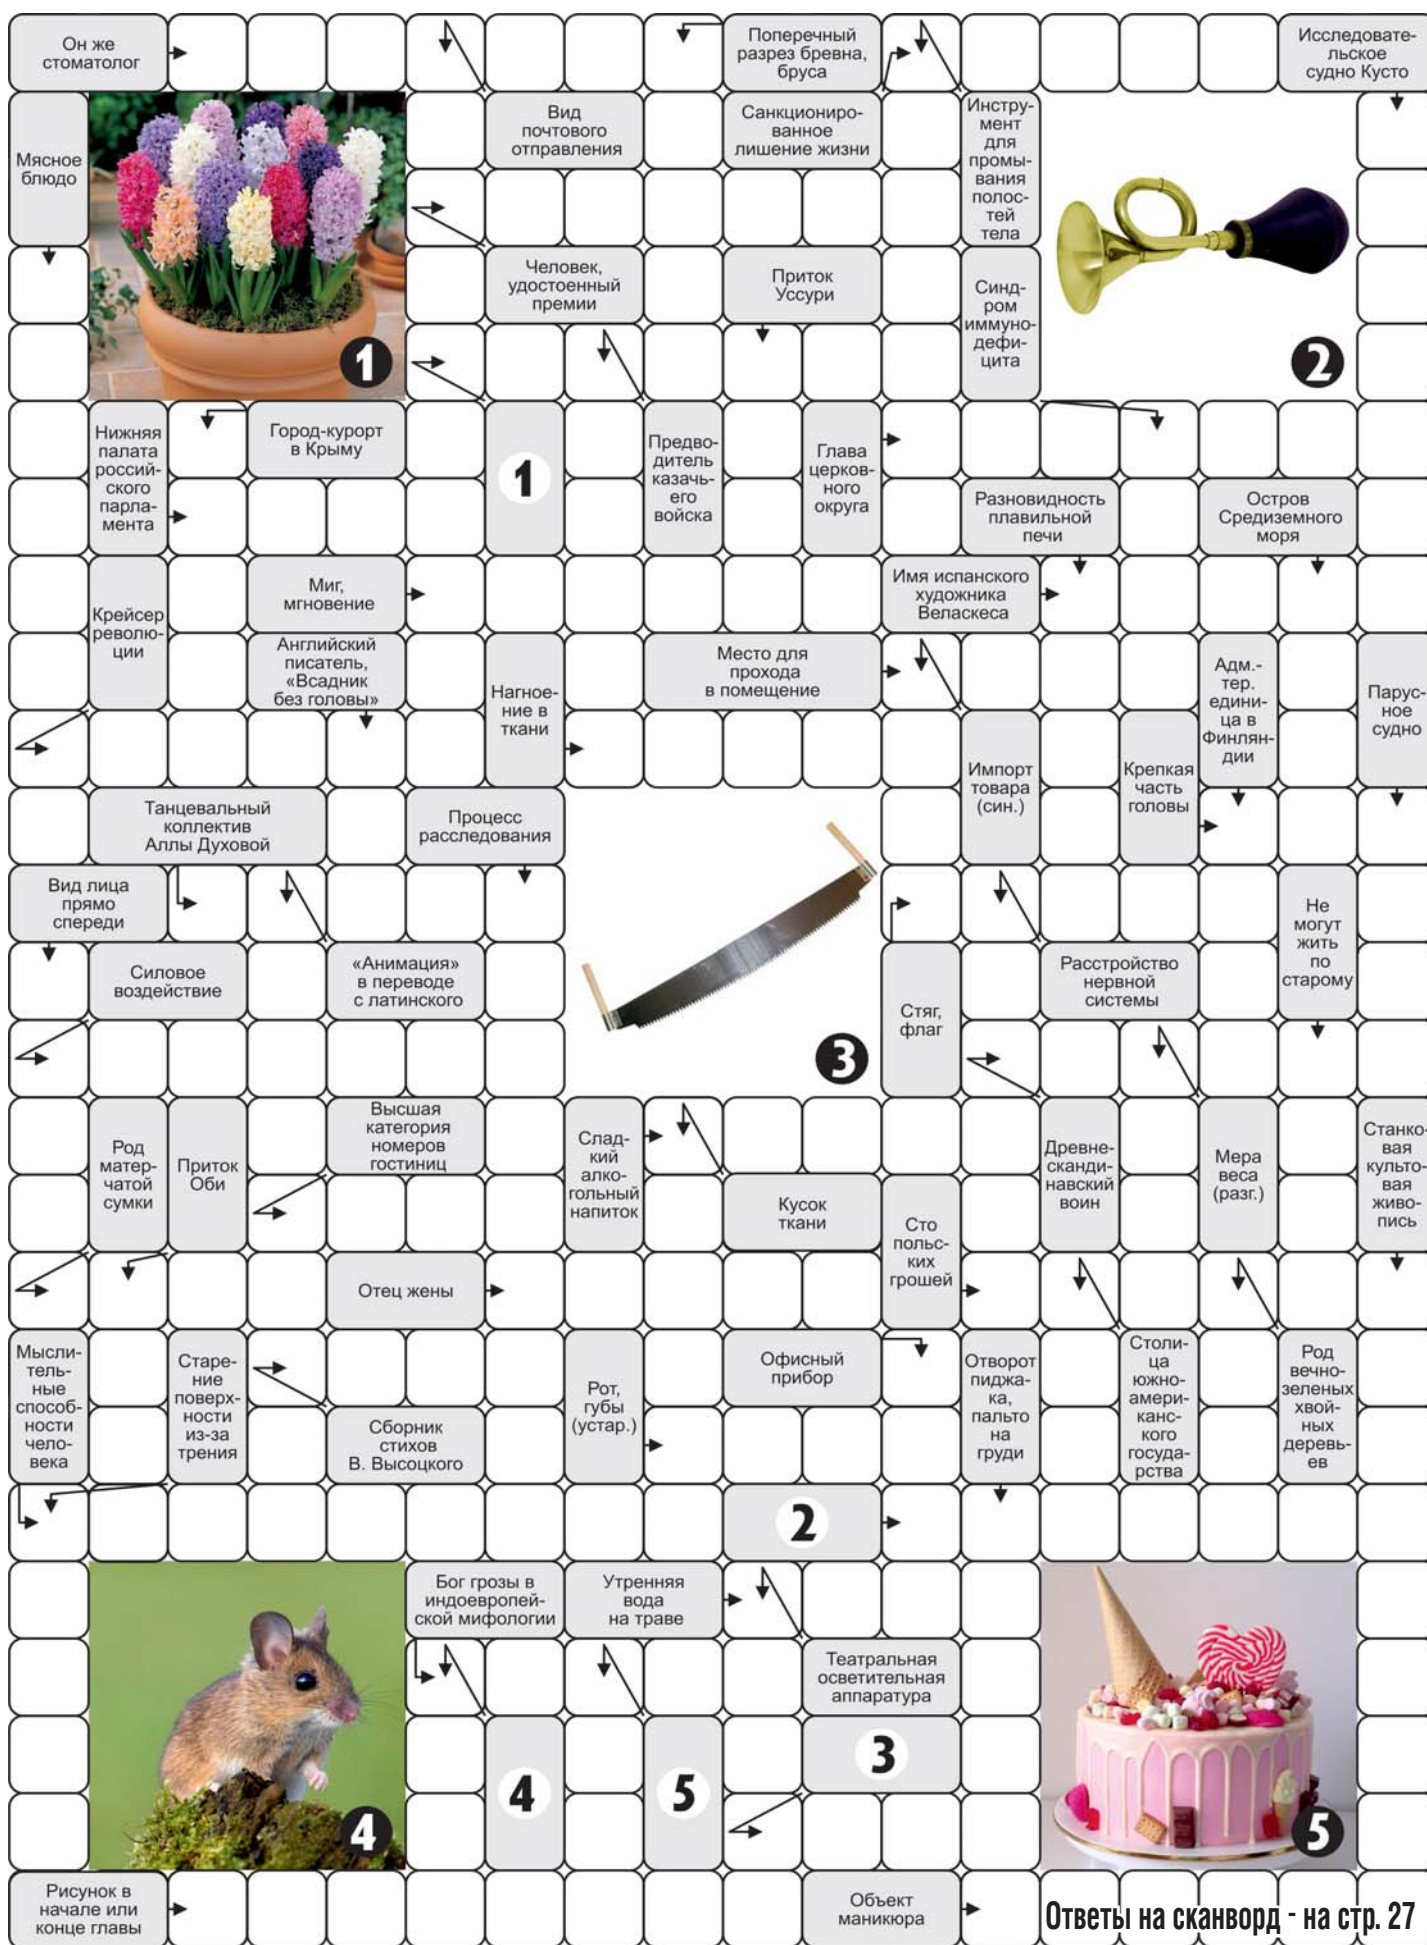 Он же
стоматолог
Поперечный
разрез бревна,
бруса
Исследовате-
льское
судно Кусто
Мясное
блюдо
Вид
почтового
отправления
Санкциониро-
ванное
лишение жизни
Инстру-
мент
для
промы-
вания
полос-
тей
тела
Человек,
удостоенный
премии
Приток
Уссури
Синд-
ром
иммуно-
дефи-
цита
1
2
Нижняя
палата
россий-
ского
парла-
мента
Город-курорт
в Крыму
1
Предво-
дитель
казачь-
его
войска
Глава
церков-
ного
округа
Разновидность
плавильной
печи
Остров
Средиземного
моря
Крейсер
револю-
ции
Миг,
мгновение
Имя испанского
художника
Веласкеса
Английский
писатель,
«Всадник
без головы»
Нагное-
ние в
ткани
Место для
прохода
в помещение
Адм.-
тер.
едини-
ца в
Финлян-
дии
Парус-
ное
судно
Импорт
товара
(син.)
Крепкая
часть
головы
Танцевальный
коллектив
Аллы Духовой
Процесс
расследования
Вид лица
прямо
спереди
Не
могут
жить
по
старому
Силовое
воздействие
«Анимация»
в переводе
с латинского
Стяг,
флаг
Расстройство
нервной
системы
3
Род
матер-
чатой
сумки
Приток
Оби
Высшая
категория
номеров
гостиниц
Слад-
кий
алко-
гольный
напиток
Древне-
сканди-
навский
воин
Мера
веса
(разг.)
Станко-
вая
культо-
вая
живо-
пись
Кусок
ткани
Сто
польс-
ких
грошей
Отец жены
Мысли-
тель-
ные
способ-
ности
чело-
века
Старе-
ние
поверх-
ности
из-за
трения
Рот,
губы
(устар.)
Офисный
прибор
Отворот
пиджа-
ка,
пальто
на
груди
Столи-
ца
южно-
амери-
канс-
кого
госуда-
рства
Род
вечно-
зеленых
хвой-
ных
деревь-
ев
Сборник
стихов
В. Высоцкого
2
Бог грозы в
индоевропей-
ской мифологии
Утренняя
вода
на траве
Театральная
осветительная
аппаратура
4
5
3
4
5
Рисунок в
начале или
конце главы
Объект
маникюра
Ответы на сканворд - на стр. 27